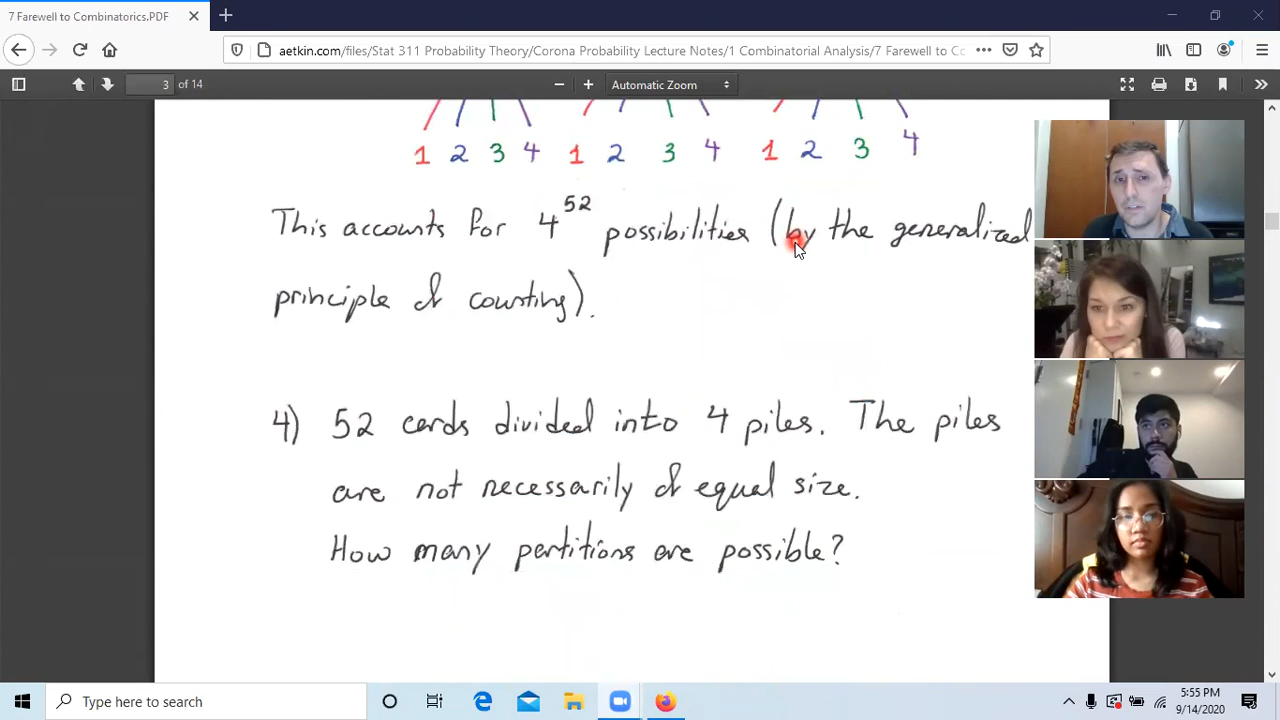 7 Farewell to Combinatorics.PDF
aetkin.com/files/Stat 311 Probability Theory/Corona Probability Lecture Notes/1 Combinatorial Analysis/7 Farewell to Co
3 of 14
Automatic Zoom
1 2 3 4 1 2 3 4 1 2 3 4
This accounts for 4^52 possibilities (by the generalized
principle of counting).
4) 52 cards divided into 4 piles. The piles
are not necessarily of equal size.
How many partitions are possible?
Type here to search
5:55 PM
9/14/2020